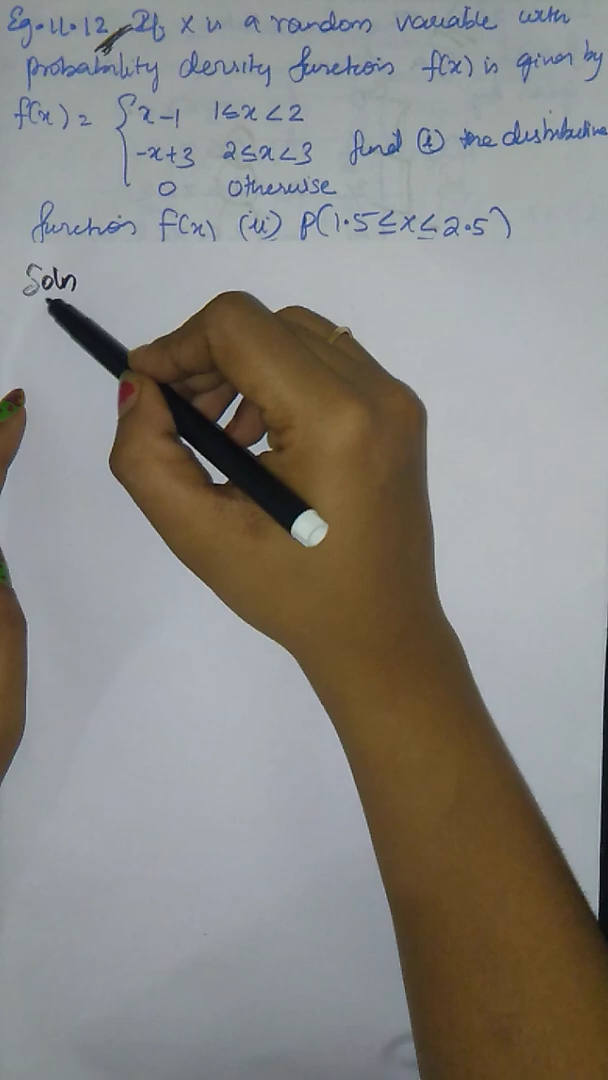 Eg. 11.12 If X is a random variable with
probability density function f(x) is given by
f(x) = { x-1 1≤x<2
-x+3 2≤x<3 find (i) the distribution
0 otherwise
function F(x) (ii) P(1.5≤x≤2.5)
Soln